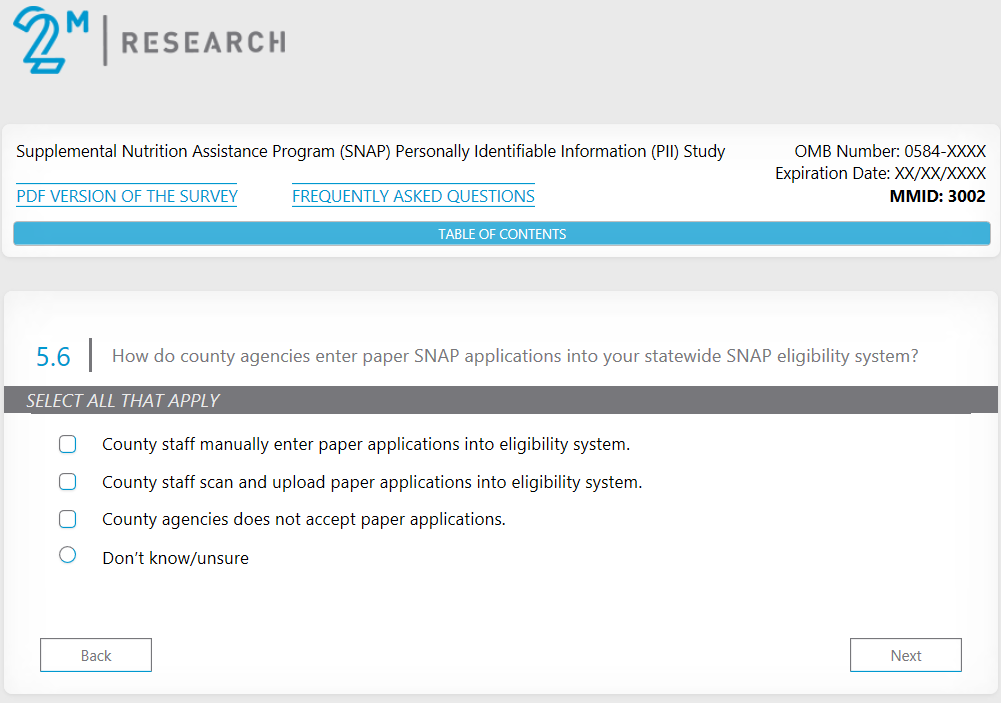 2M RESEARCH
Supplemental Nutrition Assistance Program (SNAP) Personally Identifiable Information (PII) Study
OMB Number: 0584-XXXX
Expiration Date: XX/XX/XXXX
PDF VERSION OF THE SURVEY FREQUENTLY ASKED QUESTIONS
MMID: 3002
TABLE OF CONTENTS
5.6 How do county agencies enter paper SNAP applications into your statewide SNAP eligibility system?
SELECT ALL THAT APPLY
County staff manually enter paper applications into eligibility system.
County staff scan and upload paper applications into eligibility system.
County agencies does not accept paper applications.
Don’t know/unsure
Back Next